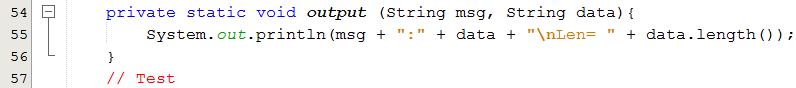 54 private static void output (String msg, String data){
55 System.out.println(msg + ":" + data + "\nLen= " + data.length());
56 }
57 // Test